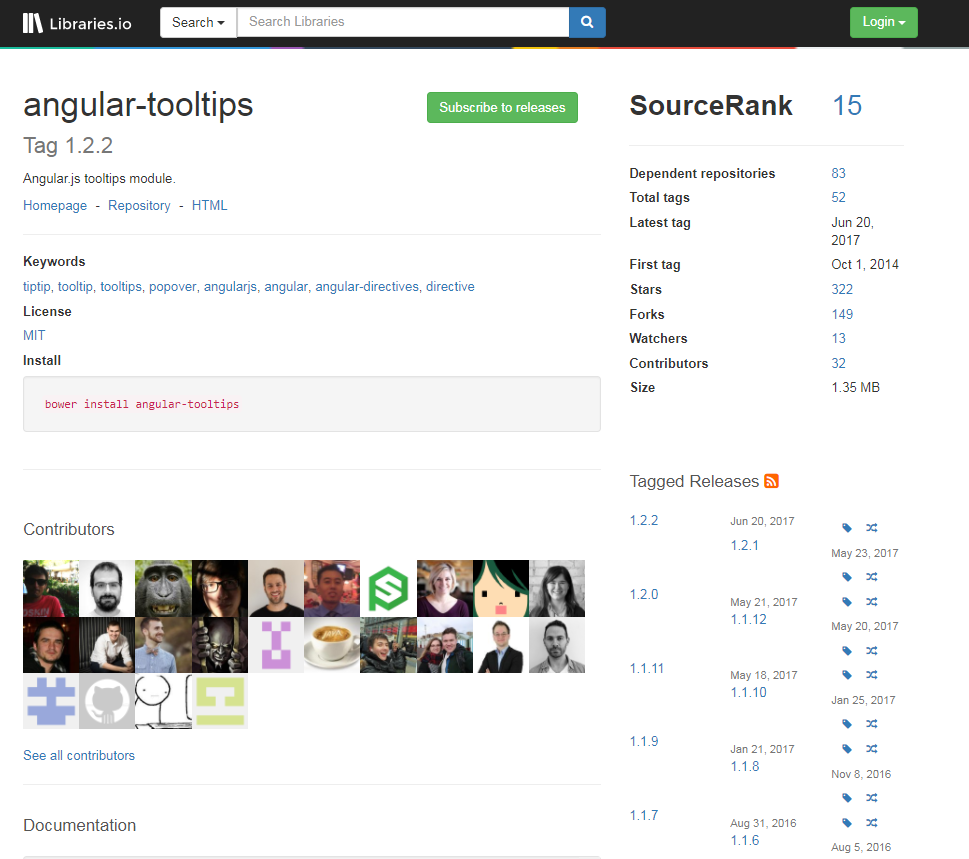 Libraries.io
Search
Search Libraries
Login
angular-tooltips
Subscribe to releases
Tag 1.2.2
Angular.js tooltips module.
Homepage - Repository - HTML
Keywords
tiptip, tooltip, tooltips, popover, angularjs, angular, angular-directives, directive
License
MIT
Install
bower install angular-tooltips
Contributors
See all contributors
Documentation
SourceRank 15
Dependent repositories 83
Total tags 52
Latest tag Jun 20,
2017
First tag Oct 1, 2014
Stars 322
Forks 149
Watchers 13
Contributors 32
Size 1.35 MB
Tagged Releases
1.2.2 Jun 20, 2017
1.2.1 May 23, 2017
1.2.0 May 21, 2017
1.1.12 May 20, 2017
1.1.11 May 18, 2017
1.1.10 Jan 25, 2017
1.1.9 Jan 21, 2017
1.1.8 Nov 8, 2016
1.1.7 Aug 31, 2016
1.1.6 Aug 5, 2016